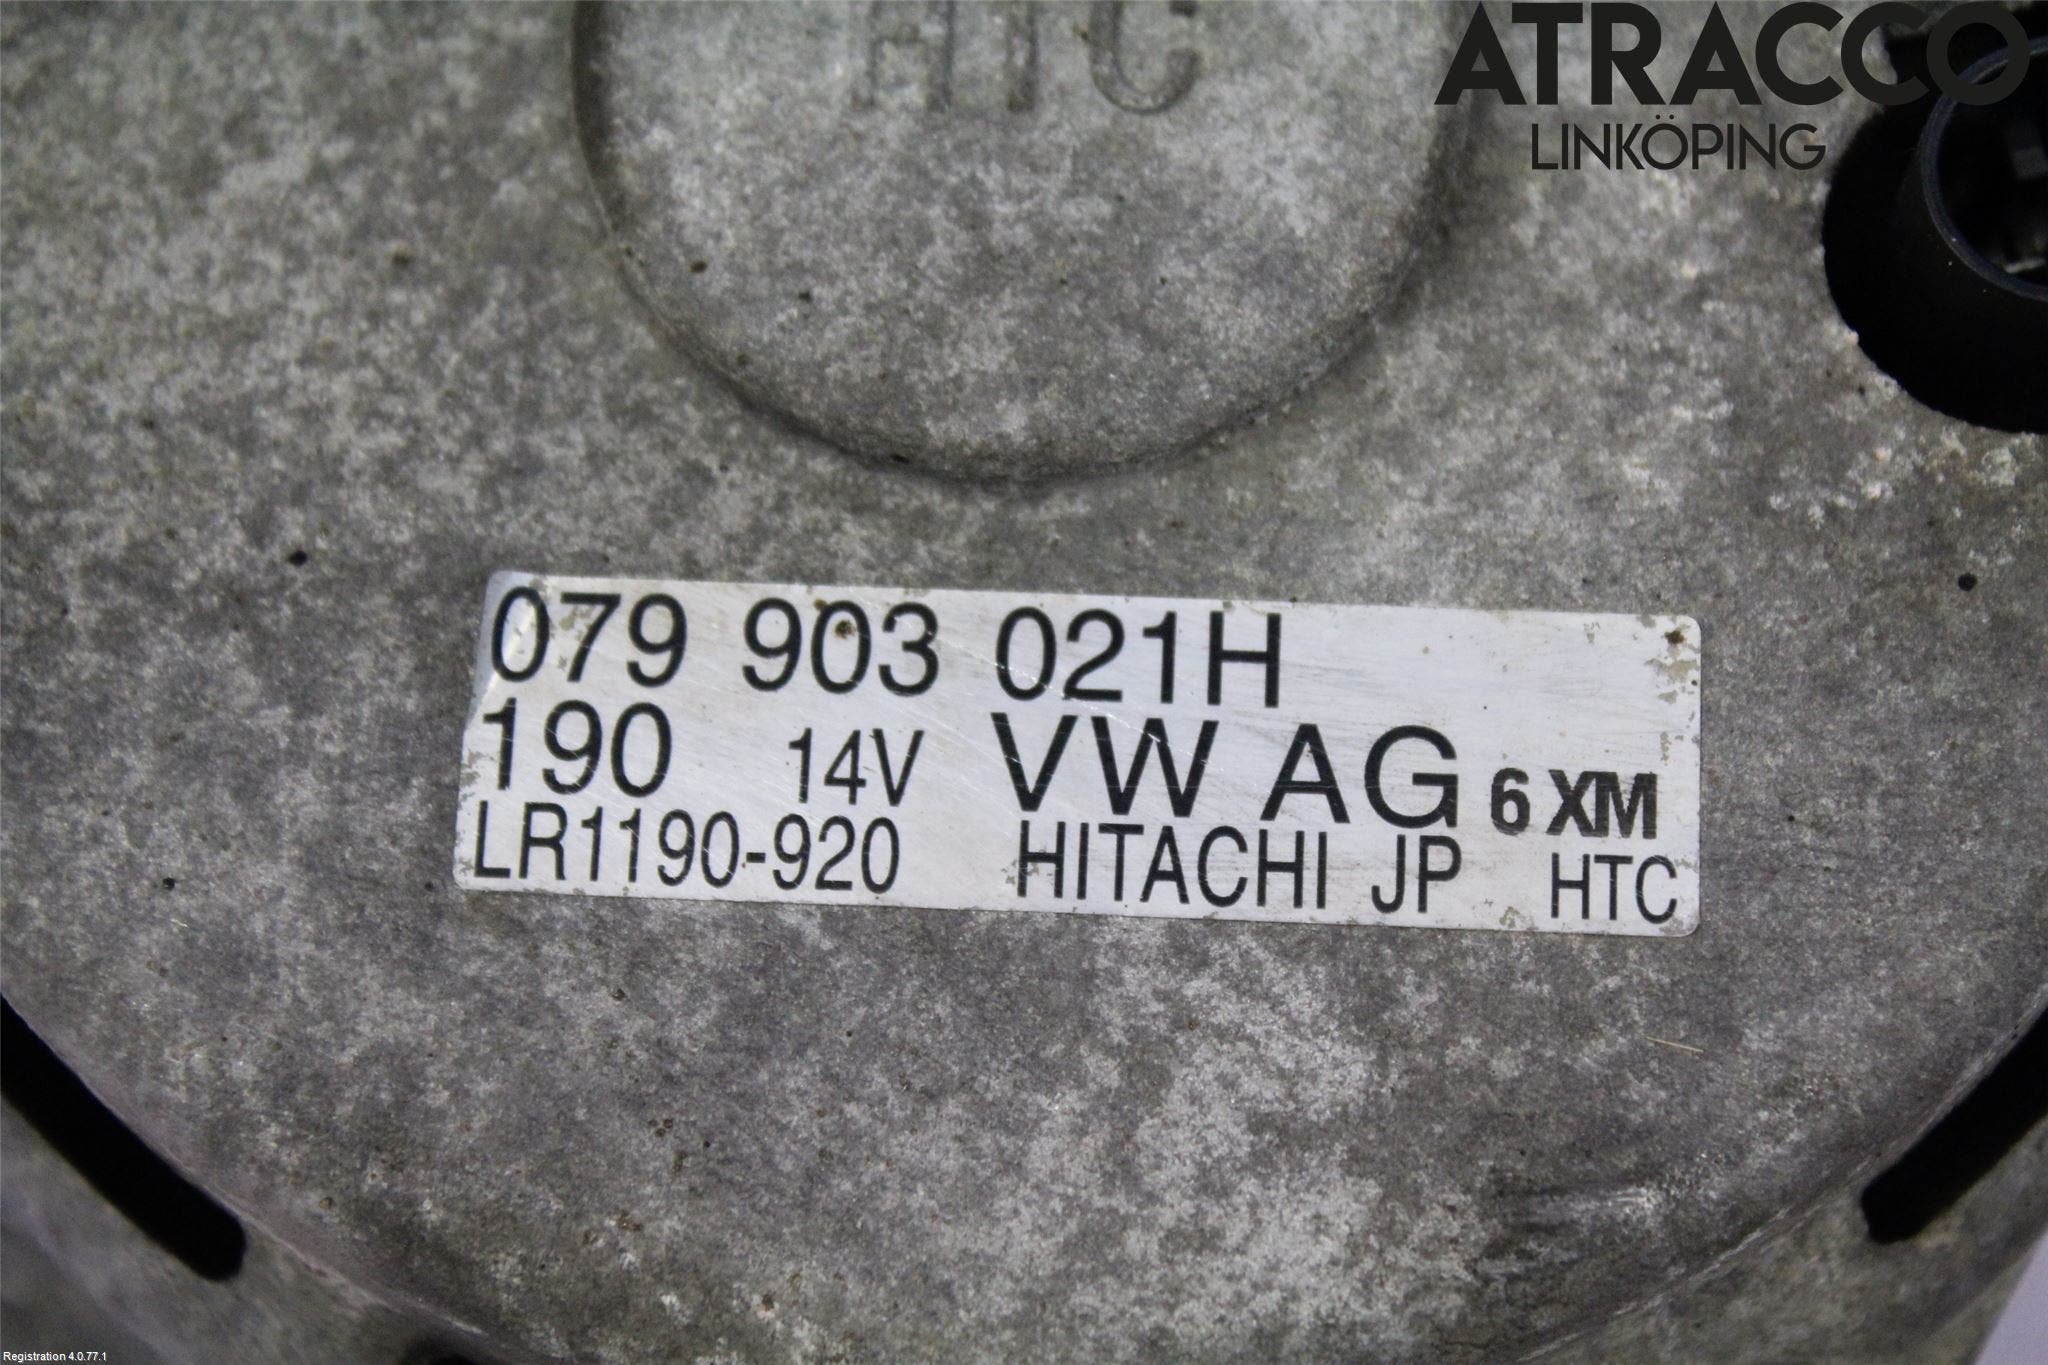 HTC
ATRACCO
LINKÖPING
079 903 021H
190 14V VW AG 6 XM
LR1190-920 HITACHI JP HTC
Registration 4.0.77.1